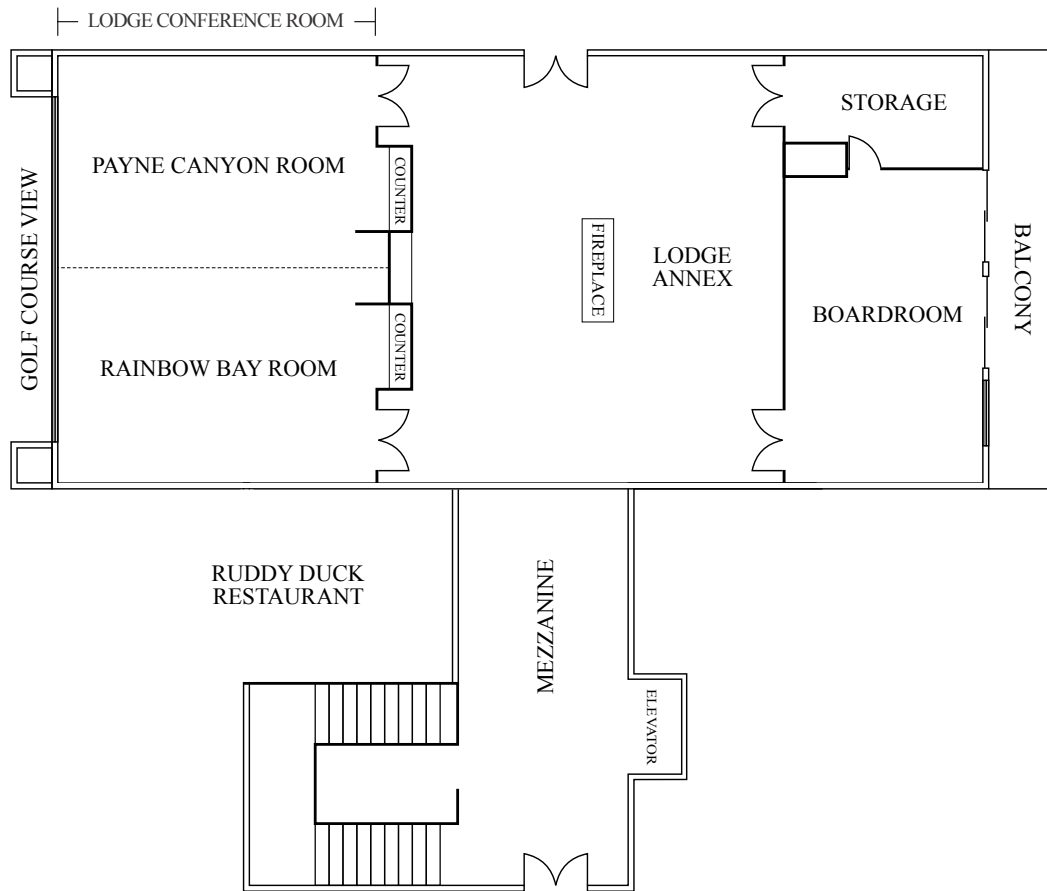 LODGE CONFERENCE ROOM
STORAGE
PAYNE CANYON ROOM
COUNTER
GOLF COURSE VIEW
FIREPLACE
LODGE
ANNEX
BALCONY
BOARDROOM
RAINBOW BAY ROOM
COUNTER
RUDDY DUCK
RESTAURANT
MEZZANINE
ELEVATOR